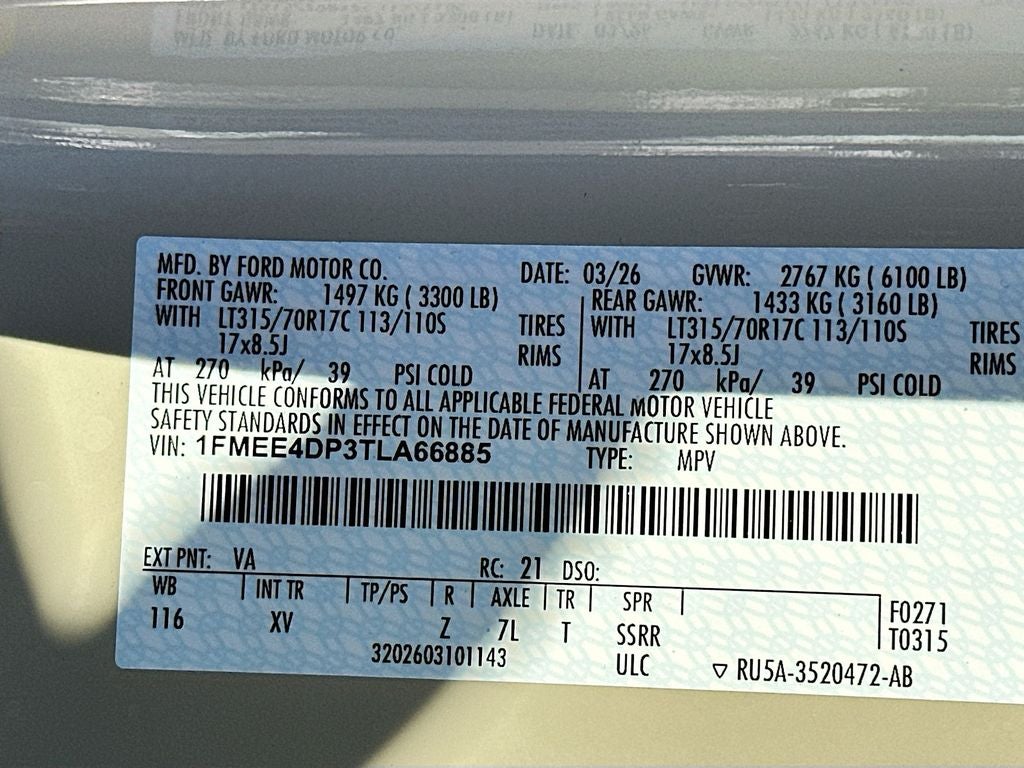 MFD. BY FORD MOTOR CO. DATE: 03/26 GVWR: 2767 KG ( 6100 LB)
FRONT GAWR: 1497 KG ( 3300 LB) REAR GAWR: 1433 KG ( 3160 LB)
WITH LT315/70R17C 113/110S TIRES WITH LT315/70R17C 113/110S TIRES
17x8.5J RIMS 17x8.5J RIMS
AT 270 kPa/ 39 PSI COLD AT 270 kPa/ 39 PSI COLD
THIS VEHICLE CONFORMS TO ALL APPLICABLE FEDERAL MOTOR VEHICLE
SAFETY STANDARDS IN EFFECT ON THE DATE OF MANUFACTURE SHOWN ABOVE.
VIN: 1FMEE4DP3TLA66885 TYPE: MPV
EXT PNT: VA RC: 21 DSO:
WB INT TR TP/PS R AXLE TR SPR F0271
116 XV Z 7L T SSRR T0315
3202603101143 ULC ▽ RU5A-3520472-AB